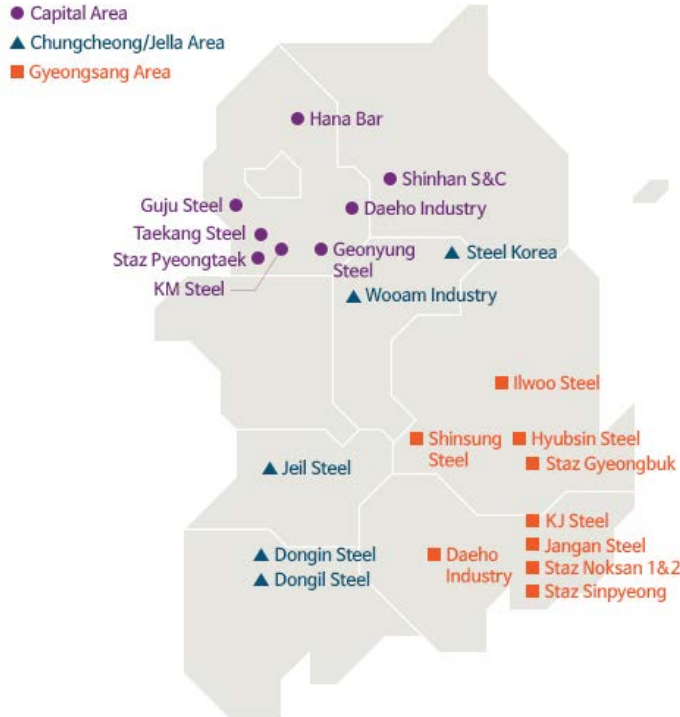 Capital Area
Chungcheong/Jella Area
Gyeongsang Area
Hana Bar
Shinhan S&C
Guju Steel
Daeho Industry
Taekang Steel
Staz Pyeongtaek
KM Steel
Geonyung
Steel
Steel Korea
Wooam Industry
Ilwoo Steel
Shinsung
Steel
Hyubsin Steel
Staz Gyeongbuk
Jeil Steel
KJ Steel
Jangan Steel
Staz Noksan 1&2
Staz Sinpyeong
Daeho
Industry
Dongin Steel
Dongil Steel